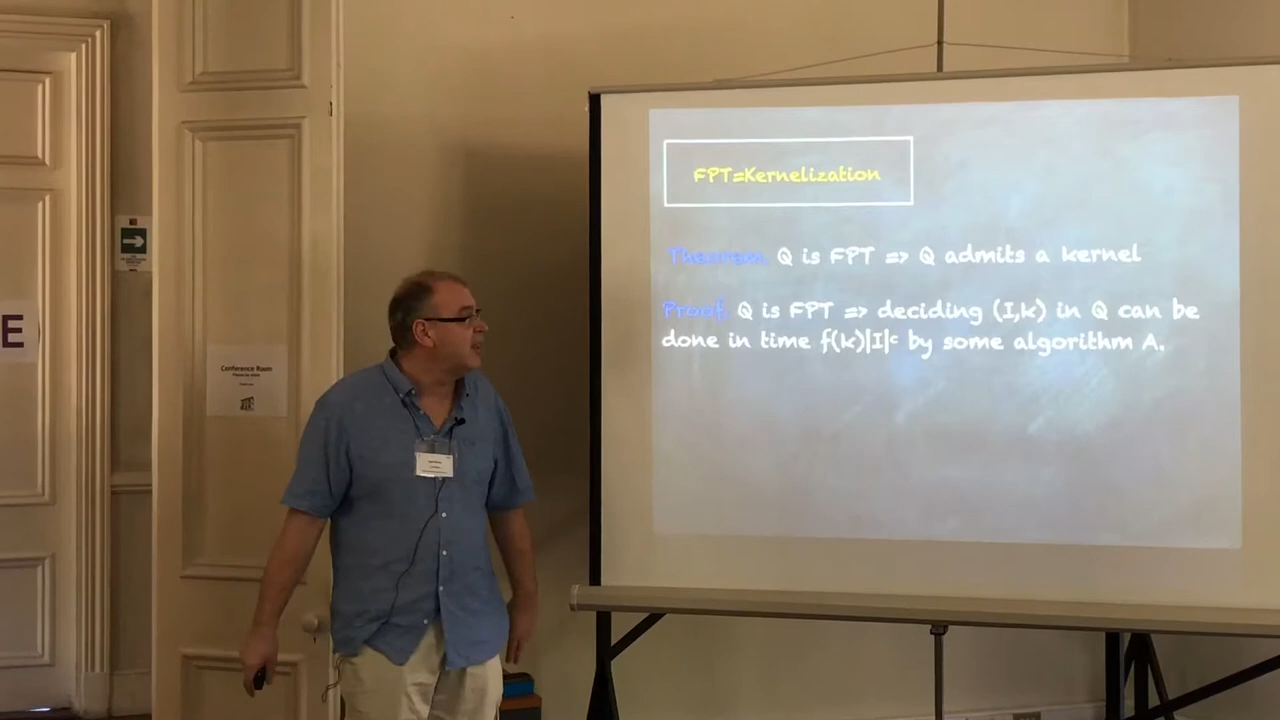 FPT=Kernelization
Theorem. Q is FPT => Q admits a kernel
Proof. Q is FPT => deciding (I,k) in Q can be
done in time f(k)|I|ᶜ by some algorithm A.
E
Conference Room